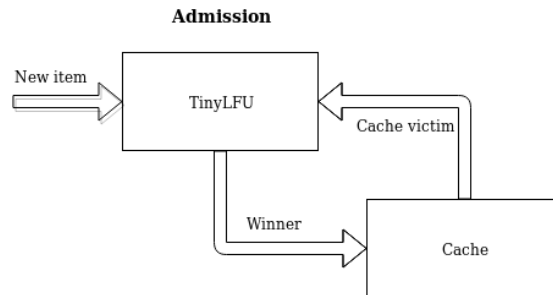 Admission
New item
TinyLFU
Cache victim
Winner
Cache